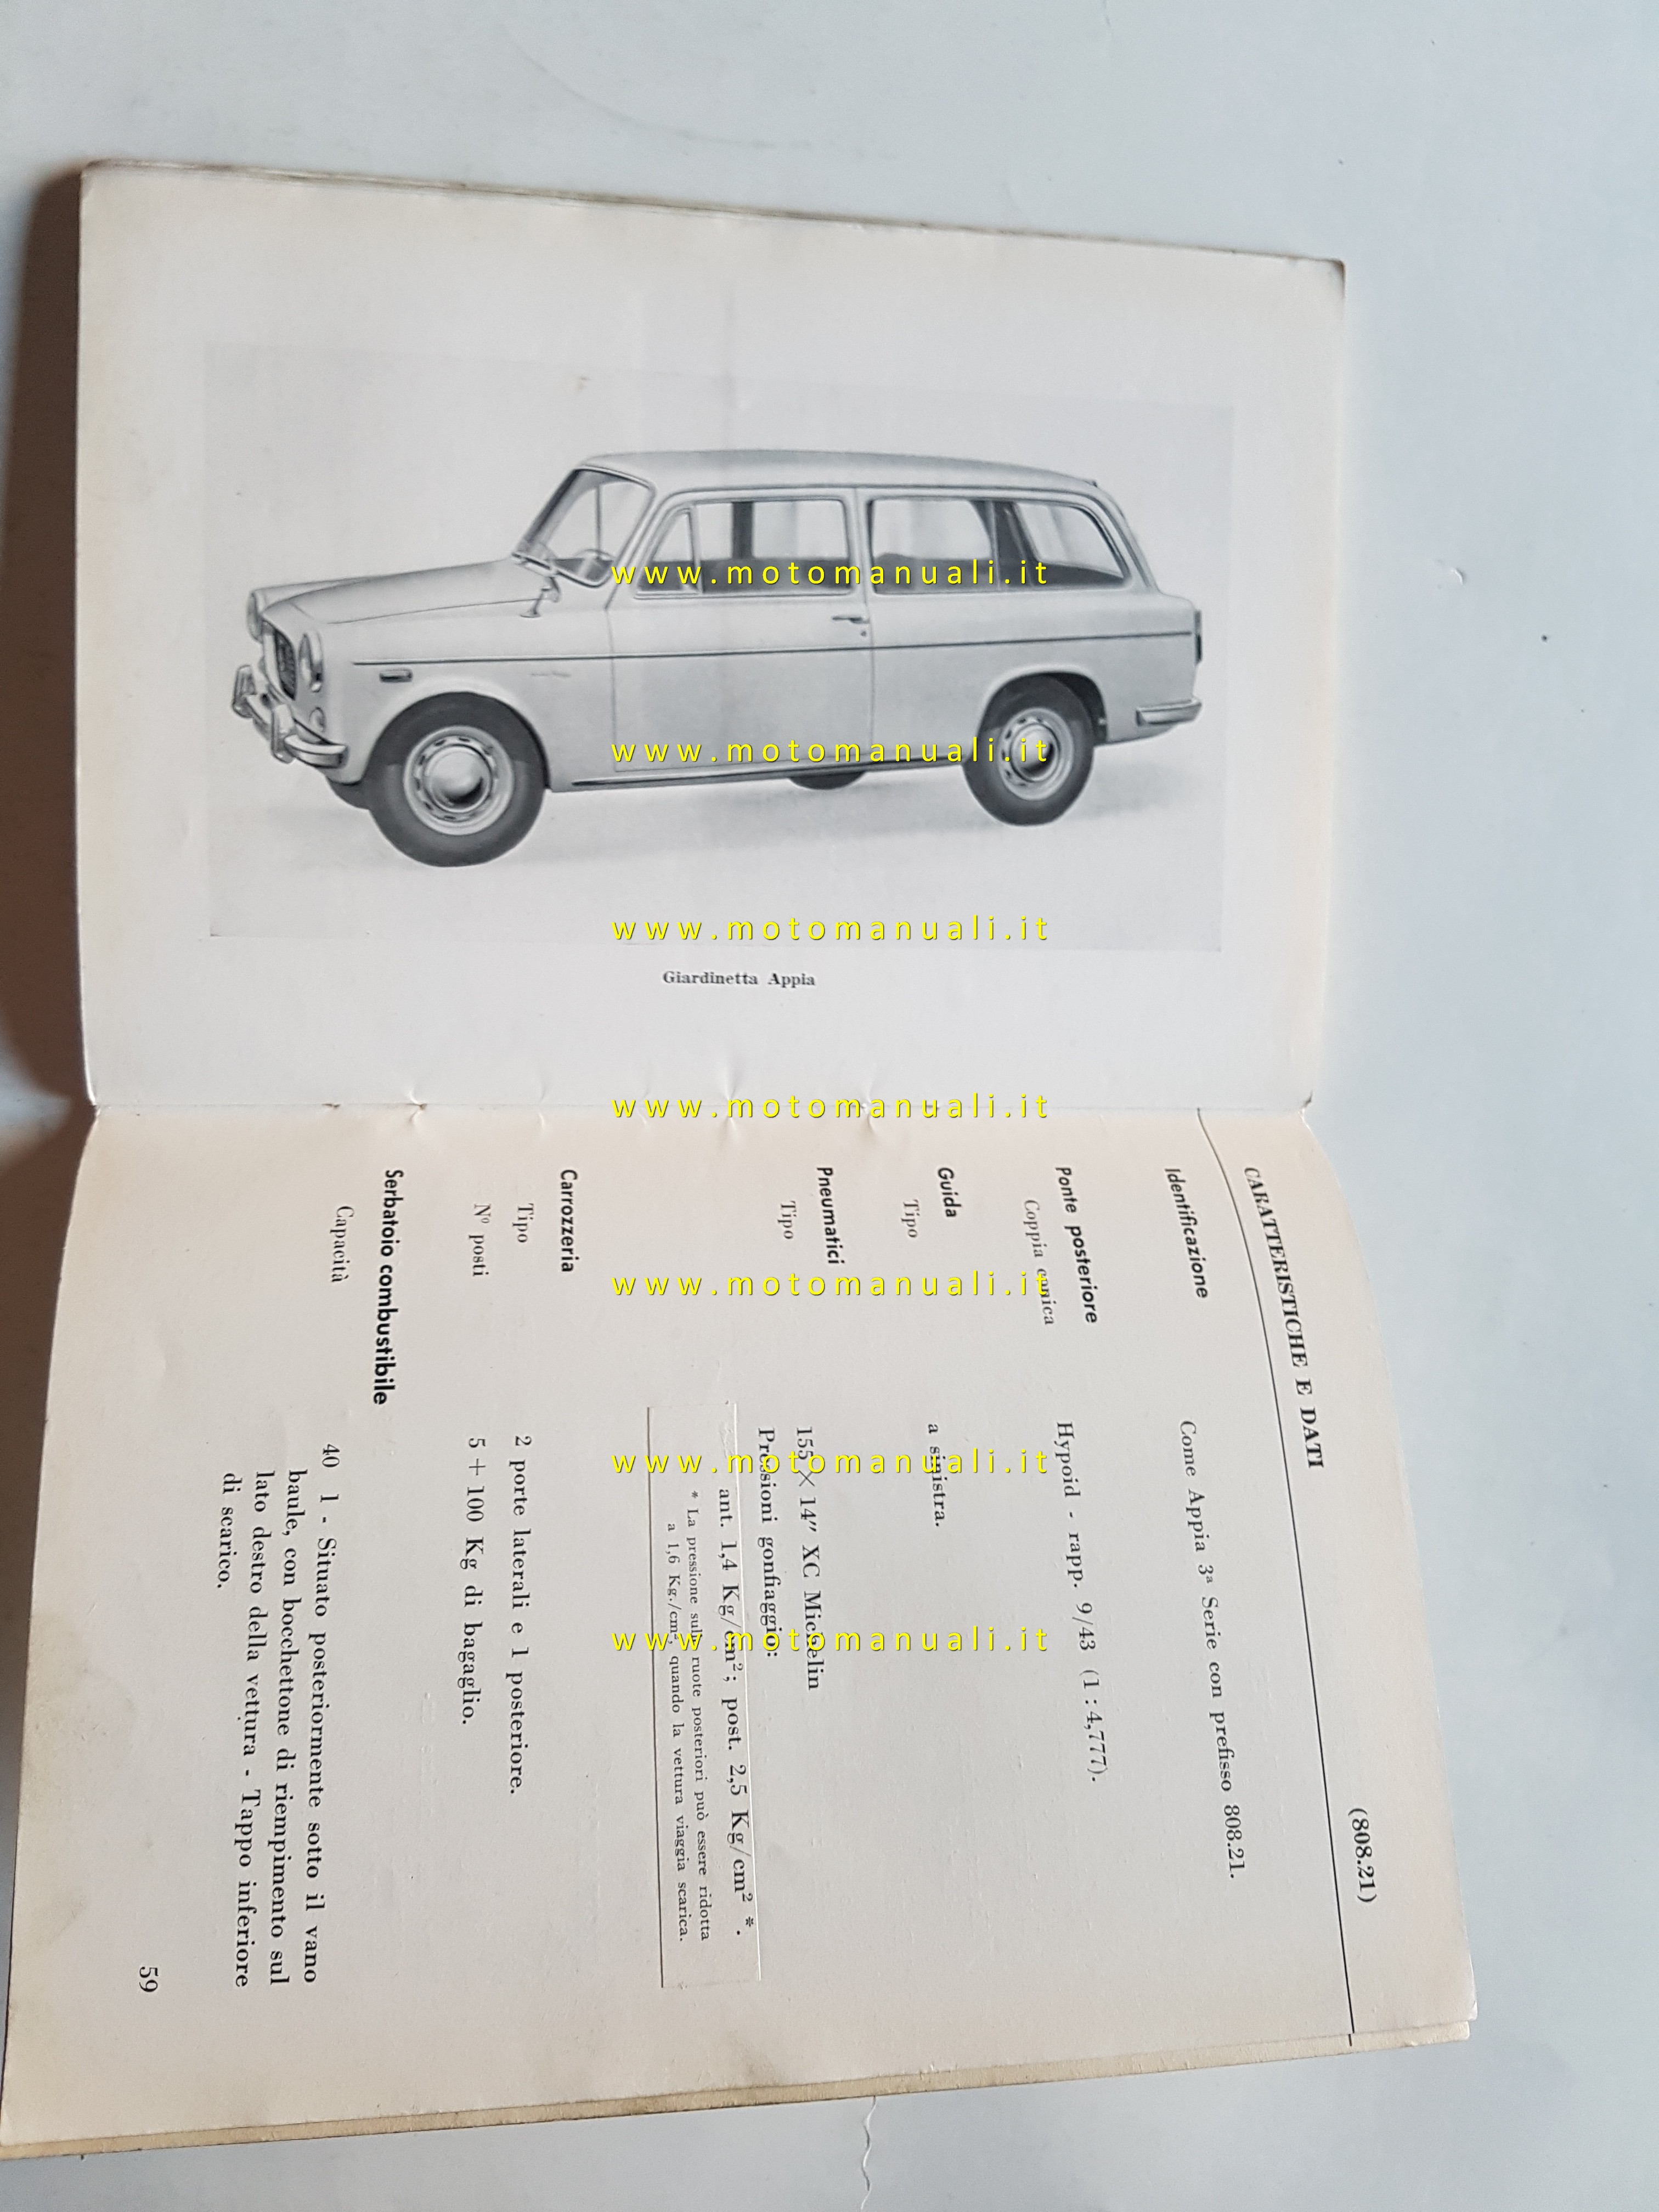 www.motomanuali.it
www.motomanuali.it
www.motomanuali.it
Giardinetta Appia
www.motomanuali.it
www.motomanuali.it
www.motomanuali.it
www.motomanuali.it
(808.21)
CARATTERISTICHE E DATI
Identificazione Come Appia 3ª Serie con prefisso 808.21.
Ponte posteriore
Coppia conica Hypoid - rapp. 9/43 (1 : 4,777).
Guida
Tipo a sinistra.
Pneumatici
Tipo 155 × 14″ XC Michelin
Pressioni gonfiaggio:
ant. 1,4 Kg/cm²; post. 2,5 Kg/cm² *.
* La pressione sulle ruote posteriori può essere ridotta
a 1,6 Kg./cm², quando la vettura viaggia scarica.
Carrozzeria
Tipo 2 porte laterali e 1 posteriore.
Nº posti 5 + 100 Kg di bagaglio.
Serbatoio combustibile
Capacità 40 l - Situato posteriormente sotto il vano
baule, con bocchettone di riempimento sul
lato destro della vettura - Tappo inferiore
di scarico.
59